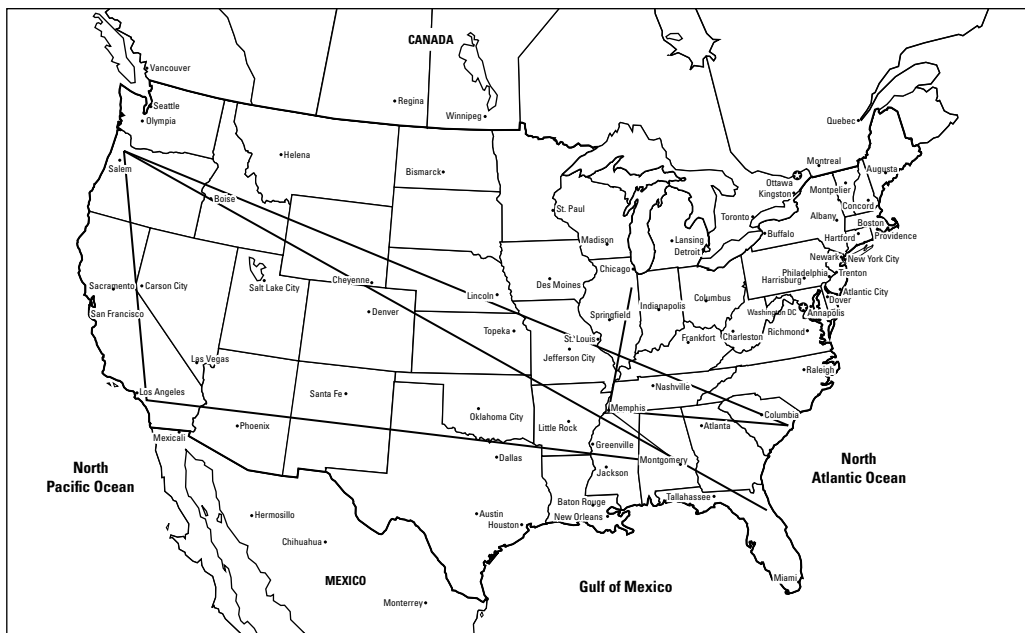 CANADA
Vancouver
Regina
Seattle
Winnipeg
Olympia
Quebec
Helena
Montreal
Salem
Bismarck
Augusta
Ottawa
Kingston
Montpelier
Boise
Concord
St. Paul
Toronto
Albany
Boston
Buffalo
Hartford
Providence
Madison
Lansing
Detroit
Newark
New York City
Chicago
Philadelphia
Trenton
Harrisburg
Sacramento
Carson City
Salt Lake City
Cheyenne
Des Moines
Lincoln
Atlantic City
Dover
Columbus
Indianapolis
Washington DC
Annapolis
San Francisco
Denver
Springfield
Topeka
St. Louis
Frankfort
Charleston
Richmond
Jefferson City
Las Vegas
Raleigh
Nashville
Los Angeles
Santa Fe
Memphis
Oklahoma City
Columbia
Phoenix
Little Rock
Atlanta
Mexicali
Greenville
Dallas
Montgomery
North
Pacific Ocean
North
Atlantic Ocean
Jackson
Tallahassee
Baton Rouge
Hermosillo
Austin
New Orleans
Houston
Chihuahua
MEXICO
Gulf of Mexico
Miami
Monterrey